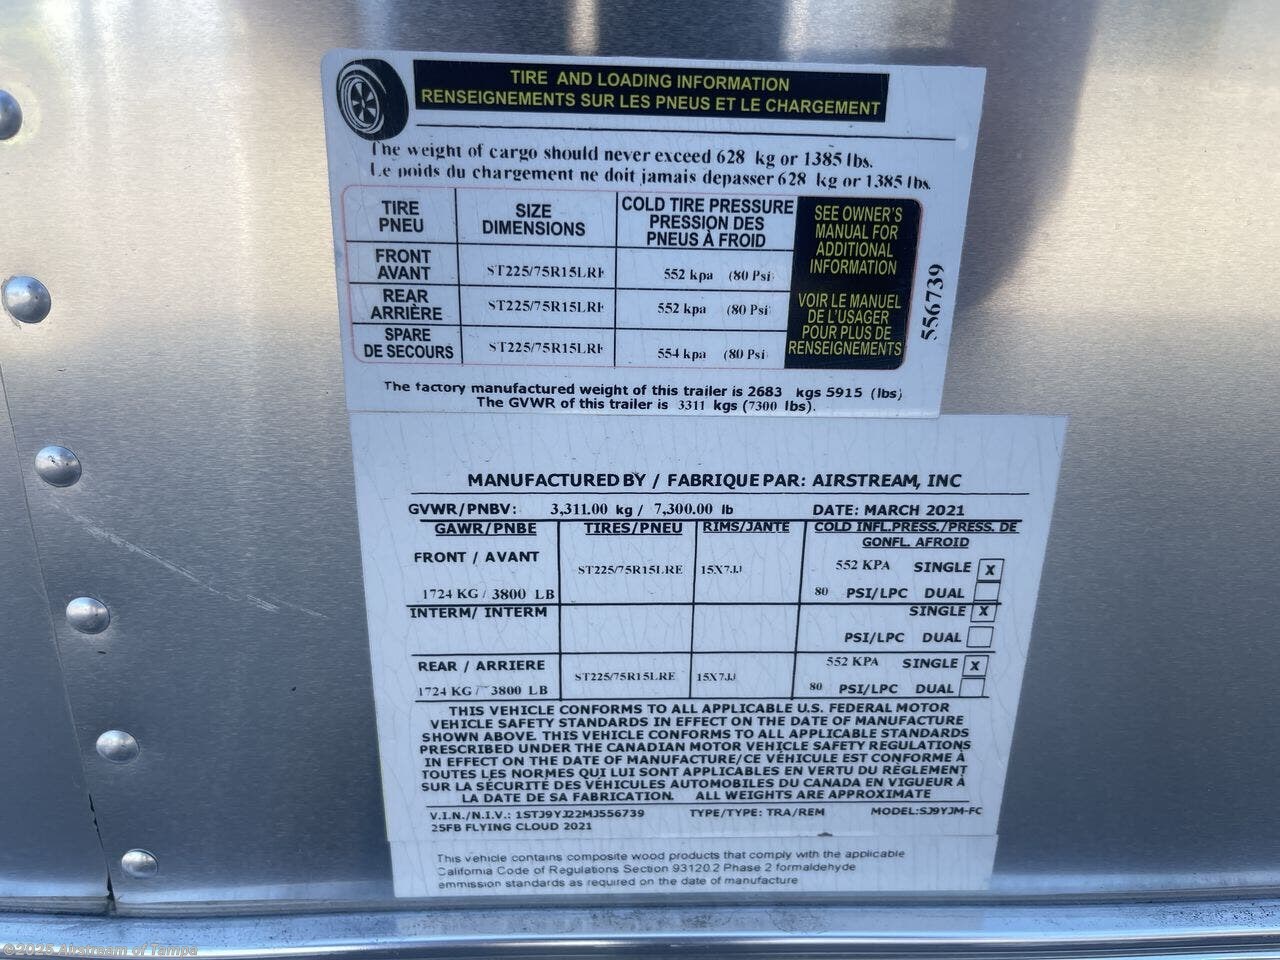 TIRE AND LOADING INFORMATION
RENSEIGNEMENTS SUR LES PNEUS ET LE CHARGEMENT
The weight of cargo should never exceed 628 kg or 1385 lbs.
Le poids du chargement ne doit jamais depasser 628 kg or 1385 lbs.
TIRE PNEU SIZE DIMENSIONS COLD TIRE PRESSURE PRESSION DES PNEUS À FROID
FRONT AVANT ST225/75R15LRE 552 kpa (80 Psi)
REAR ARRIÈRE ST225/75R15LRE 552 kpa (80 Psi)
SPARE DE SECOURS ST225/75R15LRE 554 kpa (80 Psi)
SEE OWNER'S
MANUAL FOR
ADDITIONAL
INFORMATION
VOIR LE MANUEL
DE L'USAGER
POUR PLUS DE
RENSEIGNEMENTS
556739
The factory manufactured weight of this trailer is 2683 kgs 5915 (lbs)
The GVWR of this trailer is 3311 kgs (7300 lbs).
MANUFACTURED BY / FABRIQUE PAR: AIRSTREAM, INC
GVWR/PNBV: 3,311.00 kg / 7,300.00 lb DATE: MARCH 2021
GAWR/PNBE TIRES/PNEU RIMS/JANTE COLD INFL.PRESS./PRESS. DE
GONFL. AFROID
FRONT / AVANT ST225/75R15LRE 15X7JJ 552 KPA SINGLE X
1724 KG / 3800 LB 80 PSI/LPC DUAL
INTERM/ INTERM SINGLE X
PSI/LPC DUAL
REAR / ARRIERE ST225/75R15LRE 15X7JJ 552 KPA SINGLE X
1724 KG / 3800 LB 80 PSI/LPC DUAL
THIS VEHICLE CONFORMS TO ALL APPLICABLE U.S. FEDERAL MOTOR
VEHICLE SAFETY STANDARDS IN EFFECT ON THE DATE OF MANUFACTURE
SHOWN ABOVE. THIS VEHICLE CONFORMS TO ALL APPLICABLE STANDARDS
PRESCRIBED UNDER THE CANADIAN MOTOR VEHICLE SAFETY REGULATIONS
IN EFFECT ON THE DATE OF MANUFACTURE/CE VÉHICULE EST CONFORME À
TOUTES LES NORMES QUI LUI SONT APPLICABLES EN VERTU DU RÈGLEMENT
SUR LA SÉCURITÉ DES VÉHICULES AUTOMOBILES DU CANADA EN VIGUEUR À
LA DATE DE SA FABRICATION. ALL WEIGHTS ARE APPROXIMATE
V.I.N./N.I.V.: 1STJ9YJ22MJ556739 TYPE/TYPE: TRA/REM MODEL:SJ9YJM-FC
25FB FLYING CLOUD 2021
This vehicle contains composite wood products that comply with the applicable
California Code of Regulations Section 93120.2 Phase 2 formaldehyde
emmission standards as required on the date of manufacture
©2025 Airstream of Tampa